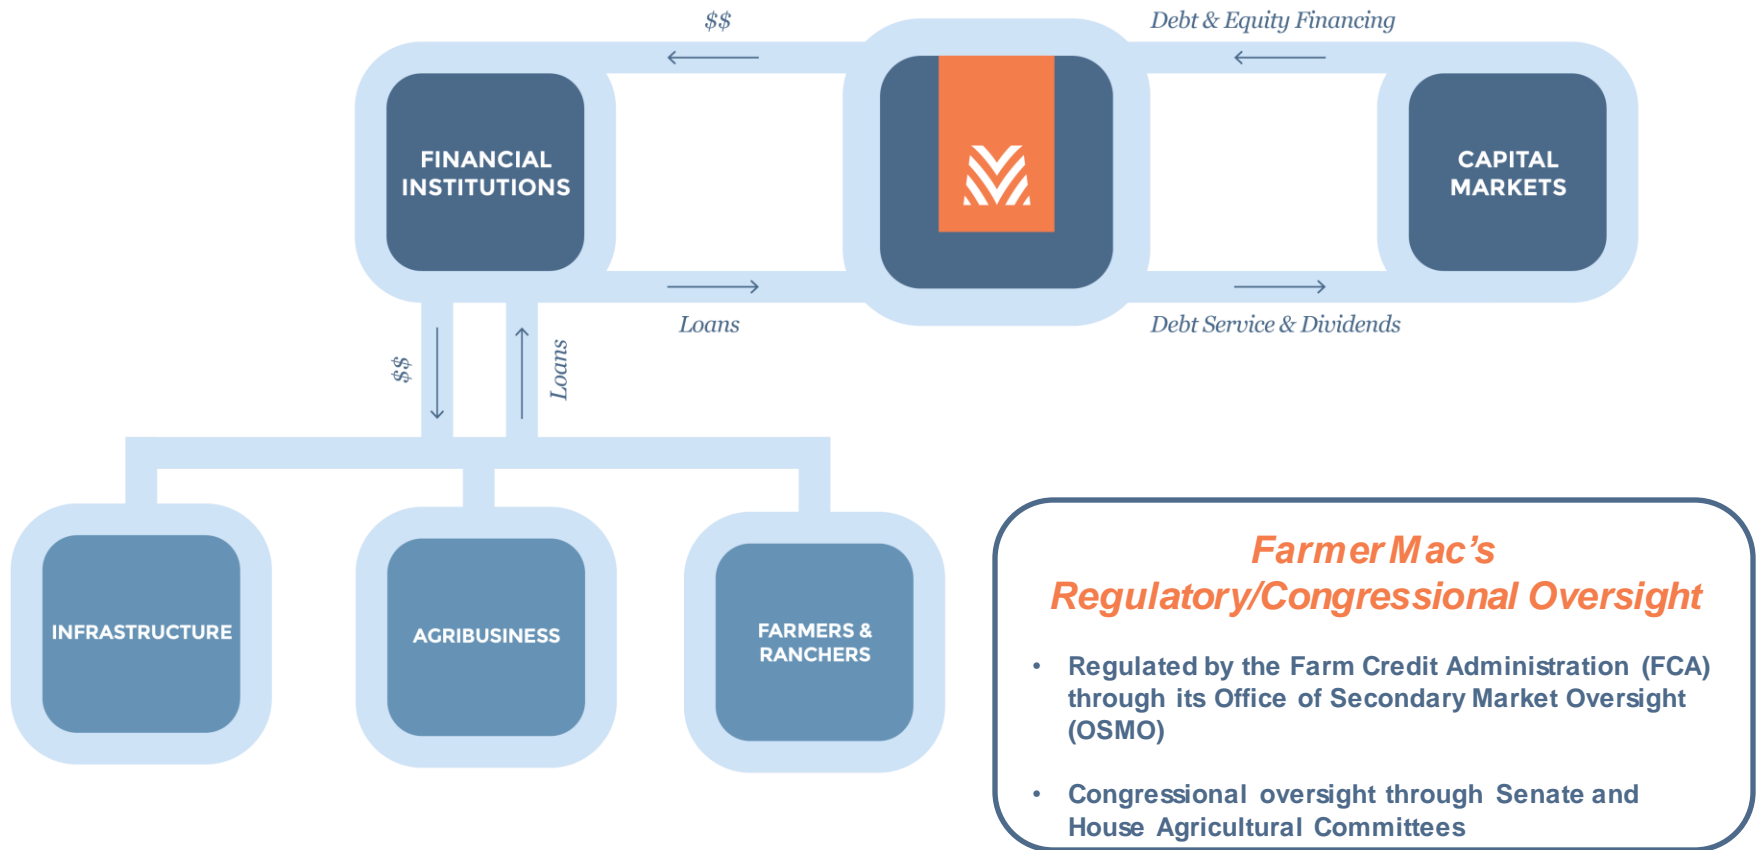 $$
Debt & Equity Financing
FINANCIAL
INSTITUTIONS
CAPITAL
MARKETS
Loans
Debt Service & Dividends
$$
Loans
INFRASTRUCTURE
AGRIBUSINESS
FARMERS &
RANCHERS
Farmer Mac's
Regulatory/Congressional Oversight
• Regulated by the Farm Credit Administration (FCA)
through its Office of Secondary Market Oversight
(OSMO)
• Congressional oversight through Senate and
House Agricultural Committees